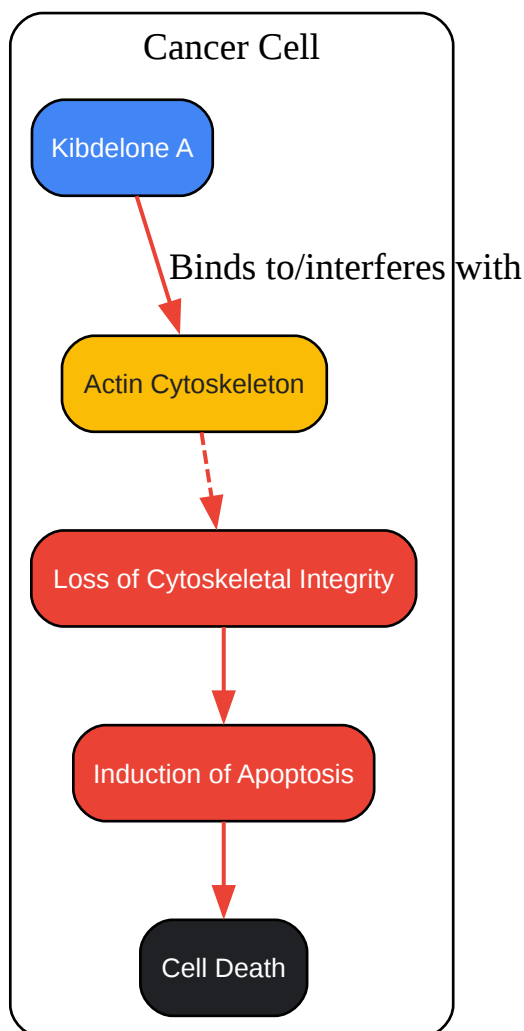 Cancer Cell
Kibdelone A
Binds to/interferes with
Actin Cytoskeleton
Loss of Cytoskeletal Integrity
Induction of Apoptosis
Cell Death